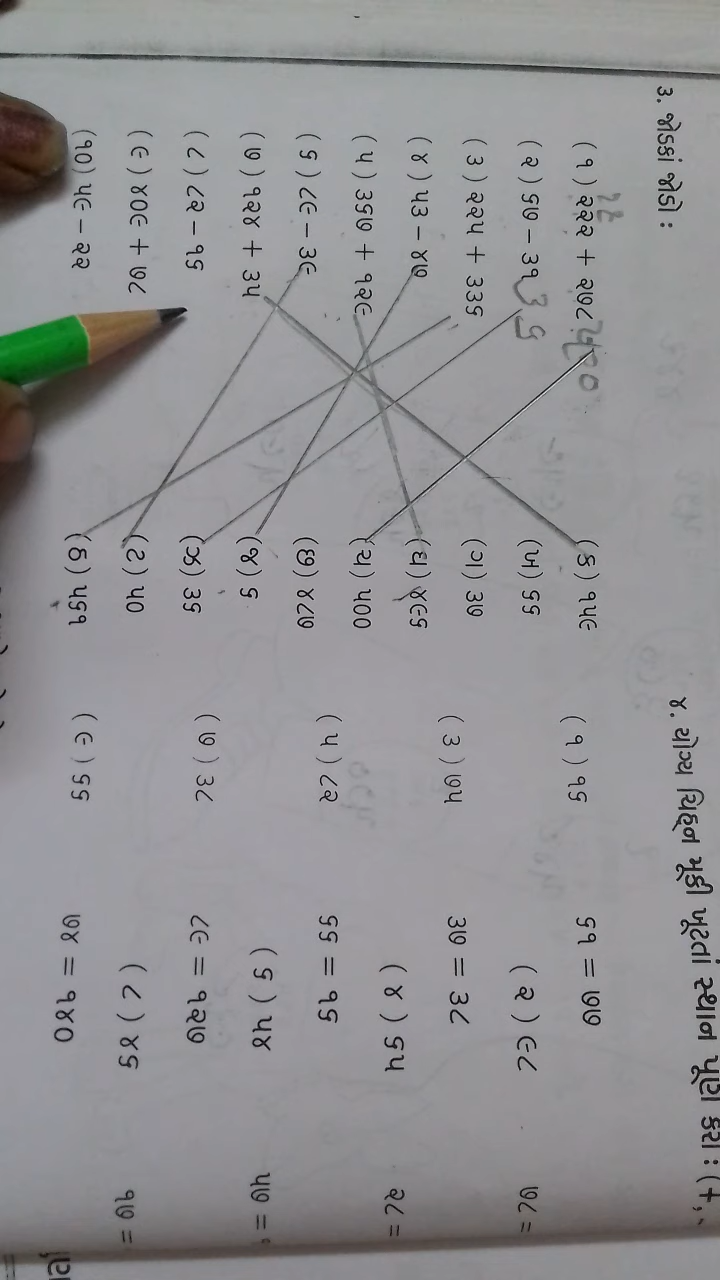 ૩. જોડકાં જોડો :
(૧) ૨૨૨ + ૨૭૮ (ક) ૧૫૯
(૨) ૬૭ – ૩૧ ૩૬ (ખ) ૬૬
(૩) ૨૨૫ + ૩૩૬ (ગ) ૩૭
(૪) ૫૩ – ૪૭ (ઘ) ૪૯૬
(૫) ૩૬૭ + ૧૨૯ (ચ) ૫૦૦
(૬) ૮૯ – ૩૯ (છ) ૪૮૭
(૭) ૧૨૪ + ૩૫ (જ) ૬
(૮) ૮૨ – ૧૬ (ઝ) ૩૬
(૯) ૪૦૯ + ૭૮ (ટ) ૫૦
(૧૦) ૫૯ – ૨૨ (ઠ) ૫૬૧
૪. યોગ્ય ચિહ્ન મૂકી ખૂટતાં સ્થાન પૂરો કરો : (+, -
(૧) ૧૬ ૬૧ = ૭૭
(૨) ૯૮ ૭૮ =
(૩) ૭૫ ૩૭ = ૩૮
(૪) ૬૫ ૨૮ =
(૫) ૮૨ ૬૬ = ૧૬
(૬) ૫૪ ૫૭ =
(૭) ૩૮ ૮૯ = ૧૨૭
(૮) ૪૬ ૧૭ =
(૯) ૬૬ ૭૪ = ૧૪૦